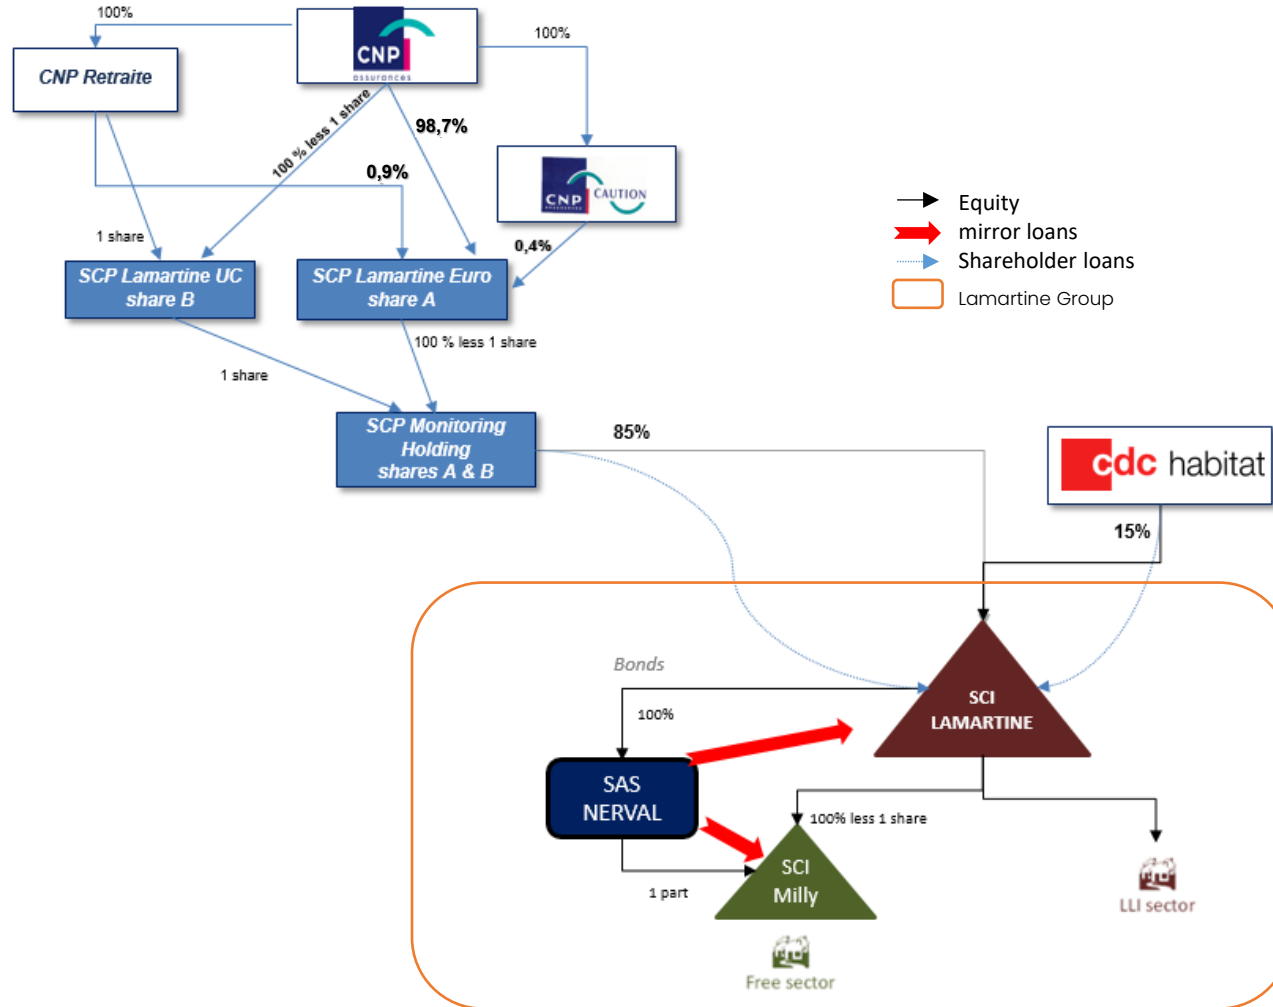 100%
CNP
assurances
100%
CNP Retraite
100 % less 1 share
98,7%
0,9%
CNP
CAUTION
Equity
mirror loans
Shareholder loans
Lamartine Group
1 share
0,4%
SCP Lamartine UC
share B
SCP Lamartine Euro
share A
100 % less 1 share
1 share
SCP Monitoring
Holding
shares A & B
85%
cdc habitat
15%
Bonds
100%
SCI
LAMARTINE
SAS
NERVAL
100% less 1 share
1 part
SCI
Milly
LLI sector
Free sector